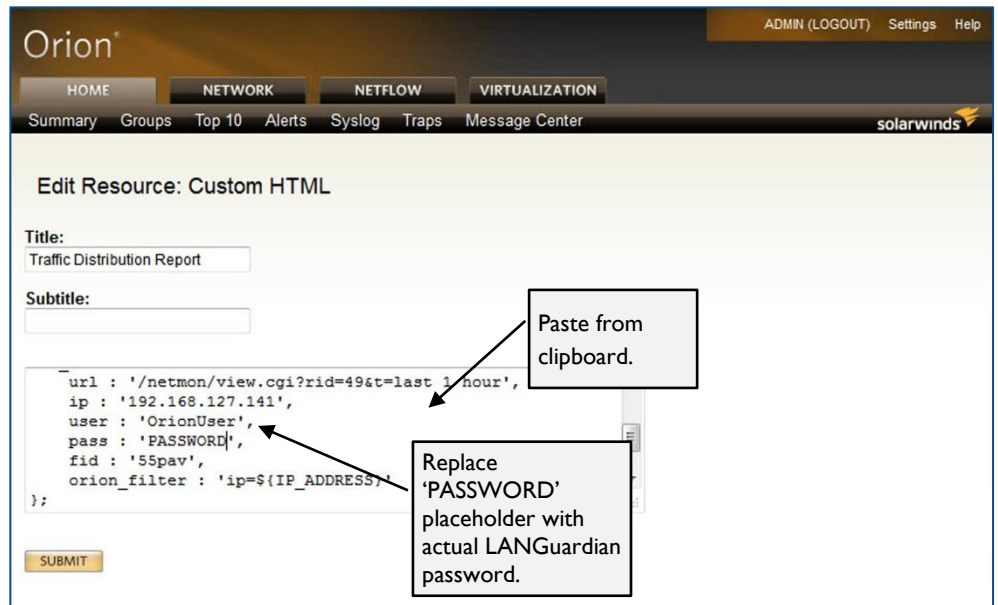 ADMIN (LOGOUT) Settings Help
Orion
HOME NETWORK NETFLOW VIRTUALIZATION
Summary Groups Top 10 Alerts Syslog Traps Message Center
solarwinds
Edit Resource: Custom HTML
Title:
Traffic Distribution Report
Subtitle:
Paste from
clipboard.
url : '/netmon/view.cgi?rid=49&t=last 1 hour',
ip : '192.168.127.141',
user : 'OrionUser',
pass : 'PASSWORD',
fid : '55pav',
orion_filter : 'ip=${IP_ADDRESS}'
};
Replace
‘PASSWORD’
placeholder with
actual LANGuardian
password.
SUBMIT